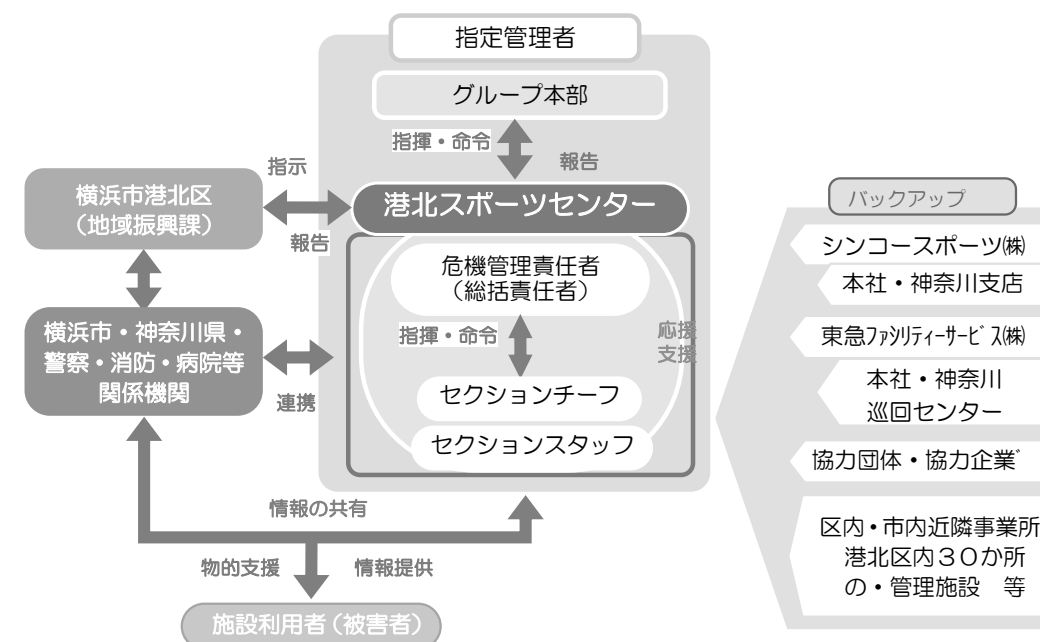 指定管理者
グループ本部
指揮・命令
報告
指示
横浜市港北区
（地域振興課）
港北スポーツセンター
報告
危機管理責任者
（総括責任者）
横浜市・神奈川県・
警察・消防・病院等
関係機関
指揮・命令
応援
支援
連携
セクションチーフ
セクションスタッフ
情報の共有
物的支援
情報提供
施設利用者（被害者）
バックアップ
シンコースポーツ㈱
本社・神奈川支店
東急ﾌｧｼﾘﾃｨｰｻｰﾋﾞｽ㈱
本社・神奈川
巡回センター
協力団体・協力企業ﾞ
区内・市内近隣事業所
港北区内３０か所
の・管理施設　等